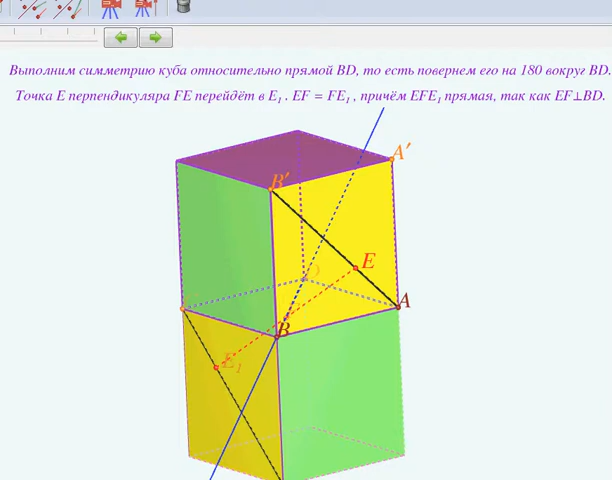 Выполним симметрию куба относительно прямой BD, то есть повернем его на 180 вокруг BD.
Точка E перпендикуляра FE перейдёт в E₁. EF = FE₁, причём EFE₁ прямая, так как EF⊥BD.
A′
B′
E
D
A
B
E₁